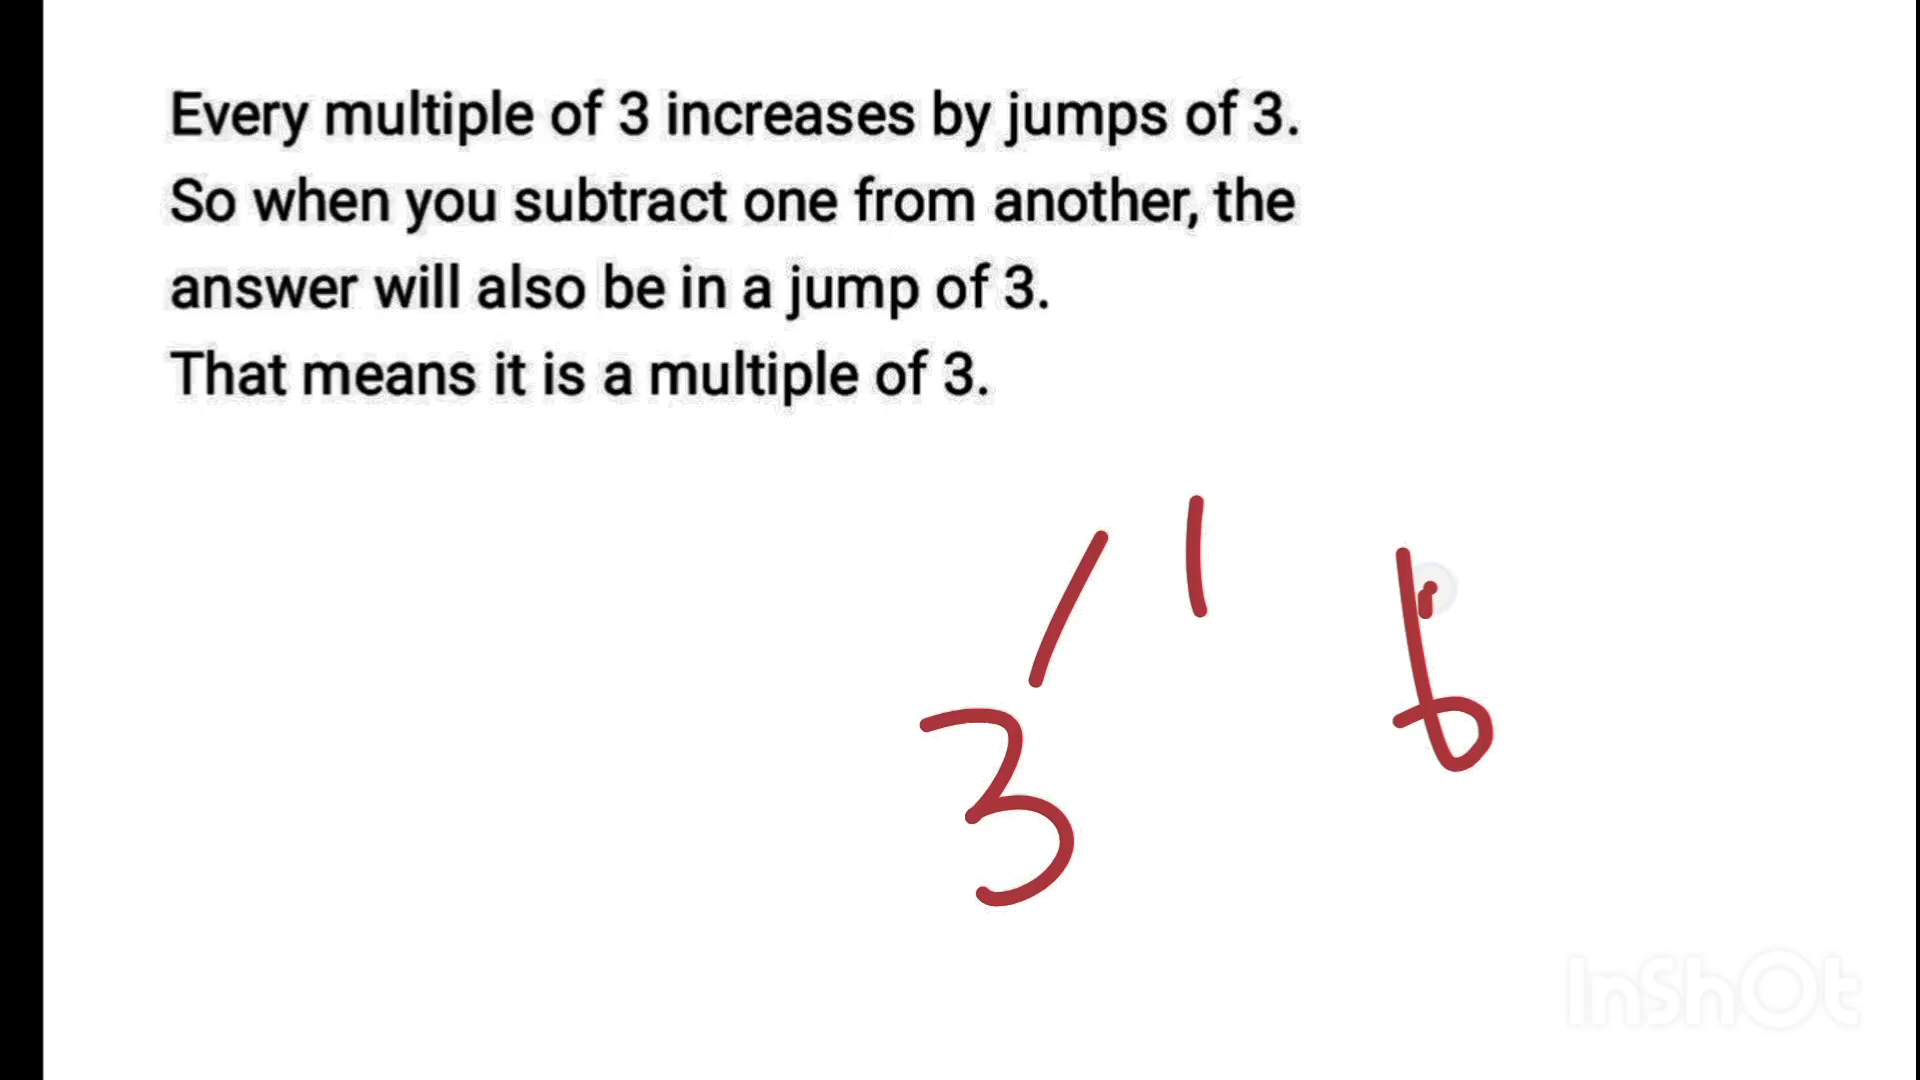 Every multiple of 3 increases by jumps of 3.
So when you subtract one from another, the
answer will also be in a jump of 3.
That means it is a multiple of 3.
3 6
InShOt